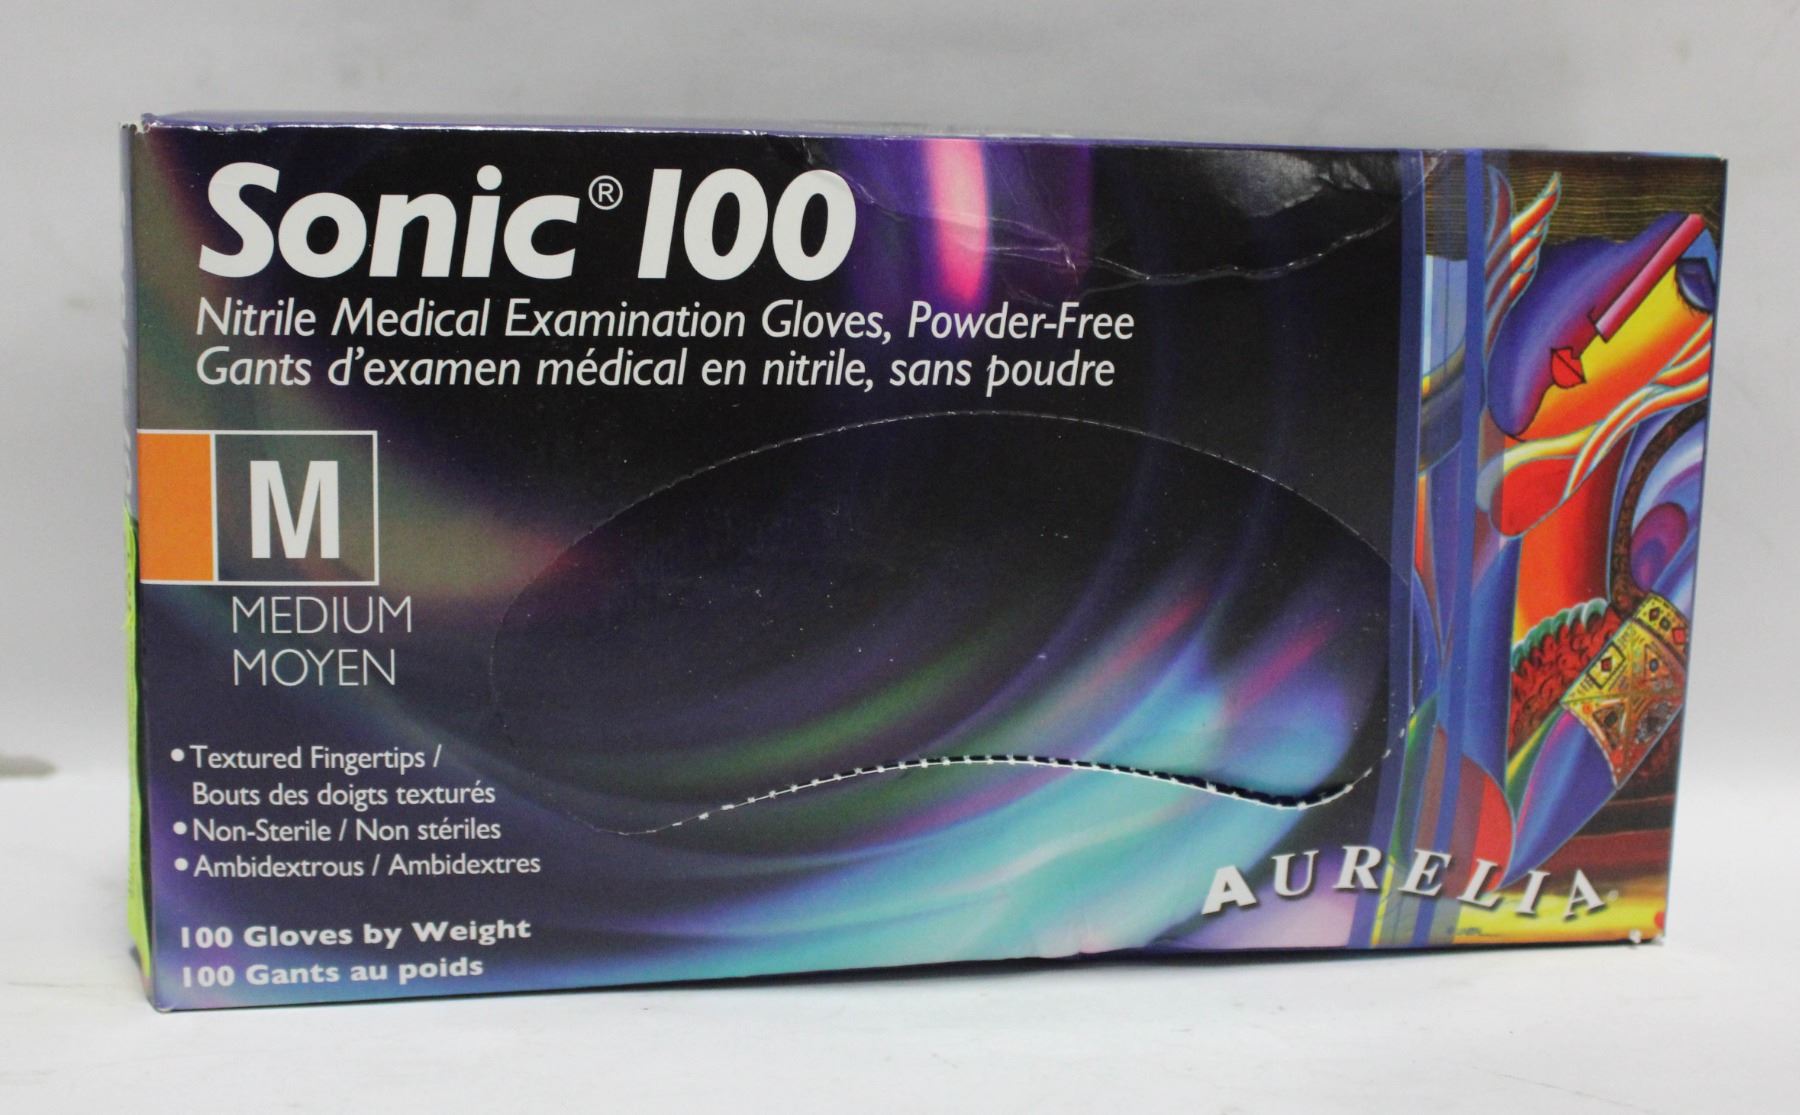 Sonic® 100
Nitrile Medical Examination Gloves, Powder-Free
Gants d'examen médical en nitrile, sans poudre
M
MEDIUM
MOYEN
• Textured Fingertips /
Bouts des doigts texturés
• Non-Sterile / Non stériles
• Ambidextrous / Ambidextres
100 Gloves by Weight
100 Gants au poids
AURELIA